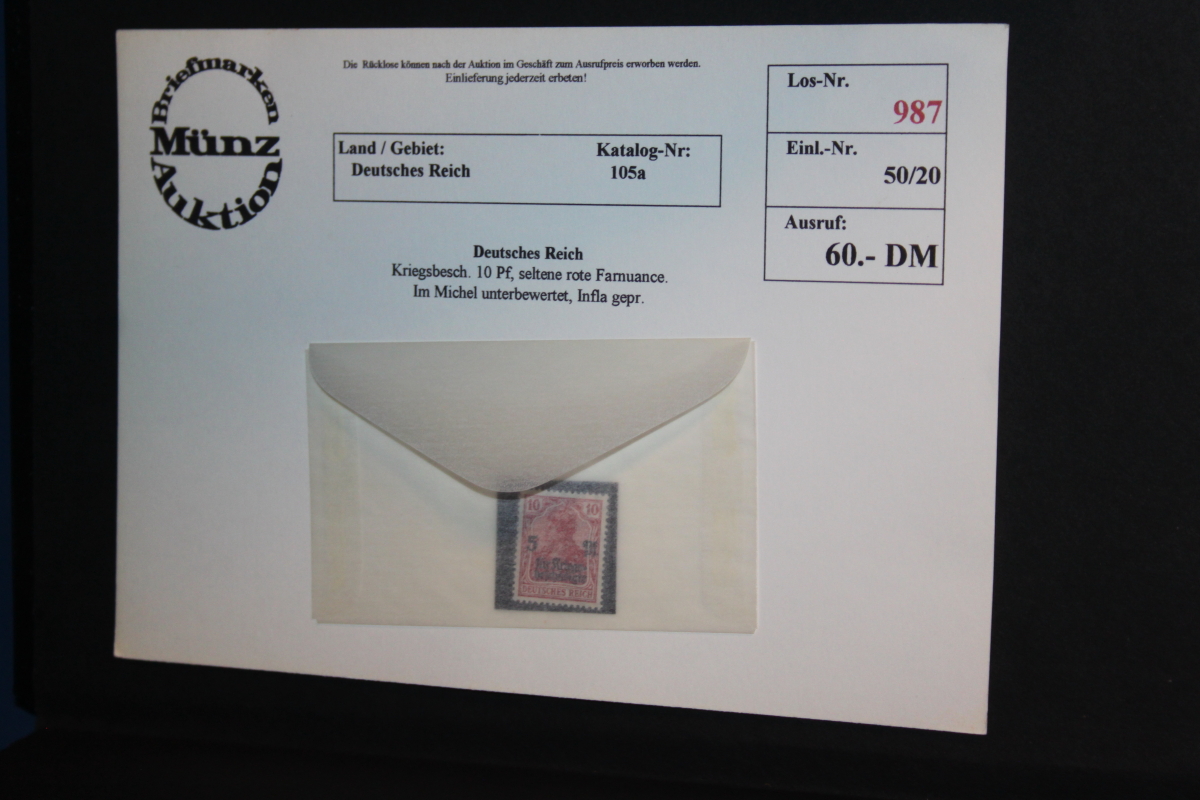 Briefmarken
Münz
Auktion
Die Rücklose können nach der Auktion im Geschäft zum Ausrufpreis erworben werden.
Einlieferung jederzeit erbeten!
Land / Gebiet: Katalog-Nr:
Deutsches Reich 105a
Los-Nr.
987
Einl.-Nr.
50/20
Ausruf:
60.- DM
Deutsches Reich
Kriegsbesch. 10 Pf, seltene rote Farnuance.
Im Michel unterbewertet, Infla gepr.
10 10
5
DEUTSCHES REICH